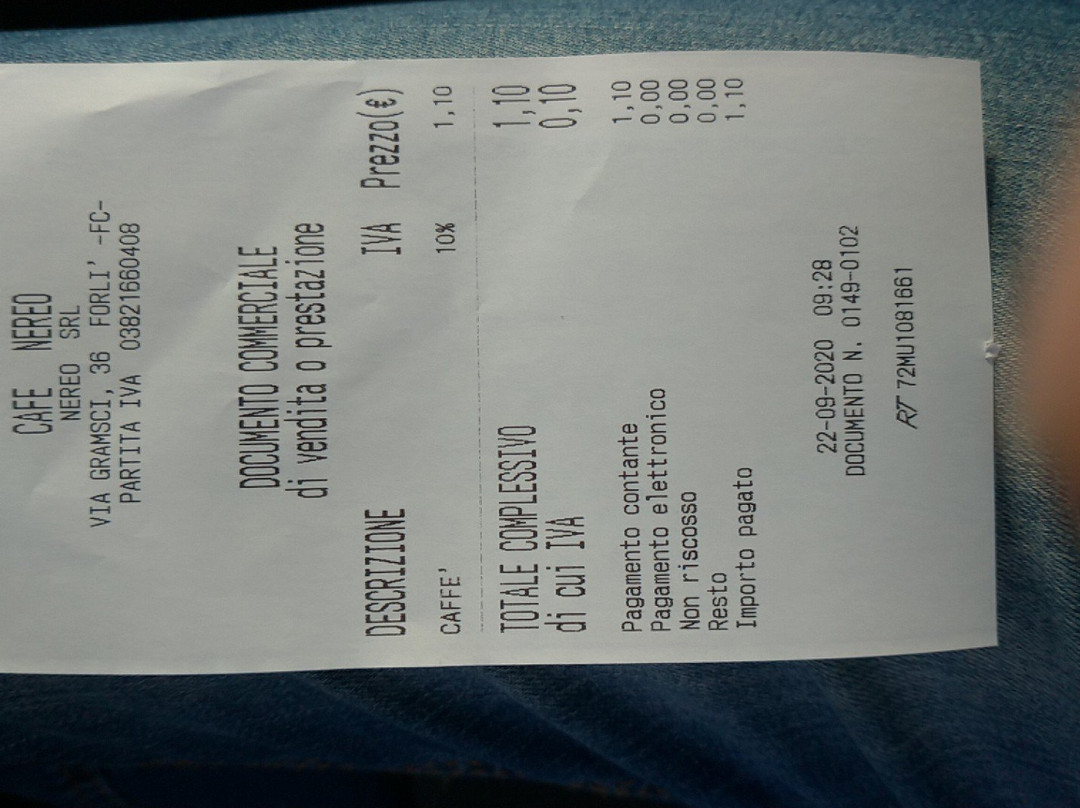 CAFE NEREO
NEREO SRL
VIA GRAMSCI, 36 FORLI' -FC-
PARTITA IVA 03821660408
DOCUMENTO COMMERCIALE
di vendita o prestazione
DESCRIZIONE IVA Prezzo(€)
CAFFE' 10% 1,10
TOTALE COMPLESSIVO 1,10
di cui IVA 0,10
Pagamento contante 1,10
Pagamento elettronico 0,00
Non riscosso 0,00
Resto 0,00
Importo pagato 1,10
22-09-2020 09:28
DOCUMENTO N. 0149-0102
RT 72MU1081661